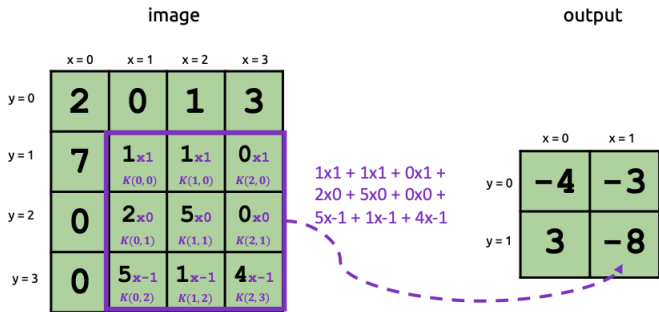 image
output
x = 0 x = 1 x = 2 x = 3
y = 0 2 0 1 3
y = 1 7 1x1 1x1 0x1
K(0,0) K(1,0) K(2,0)
y = 2 0 2x0 5x0 0x0
K(0,1) K(1,1) K(2,1)
y = 3 0 5x-1 1x-1 4x-1
K(0,2) K(1,2) K(2,3)
1x1 + 1x1 + 0x1 +
2x0 + 5x0 + 0x0 +
5x-1 + 1x-1 + 4x-1
x = 0 x = 1
y = 0 -4 -3
y = 1 3 -8